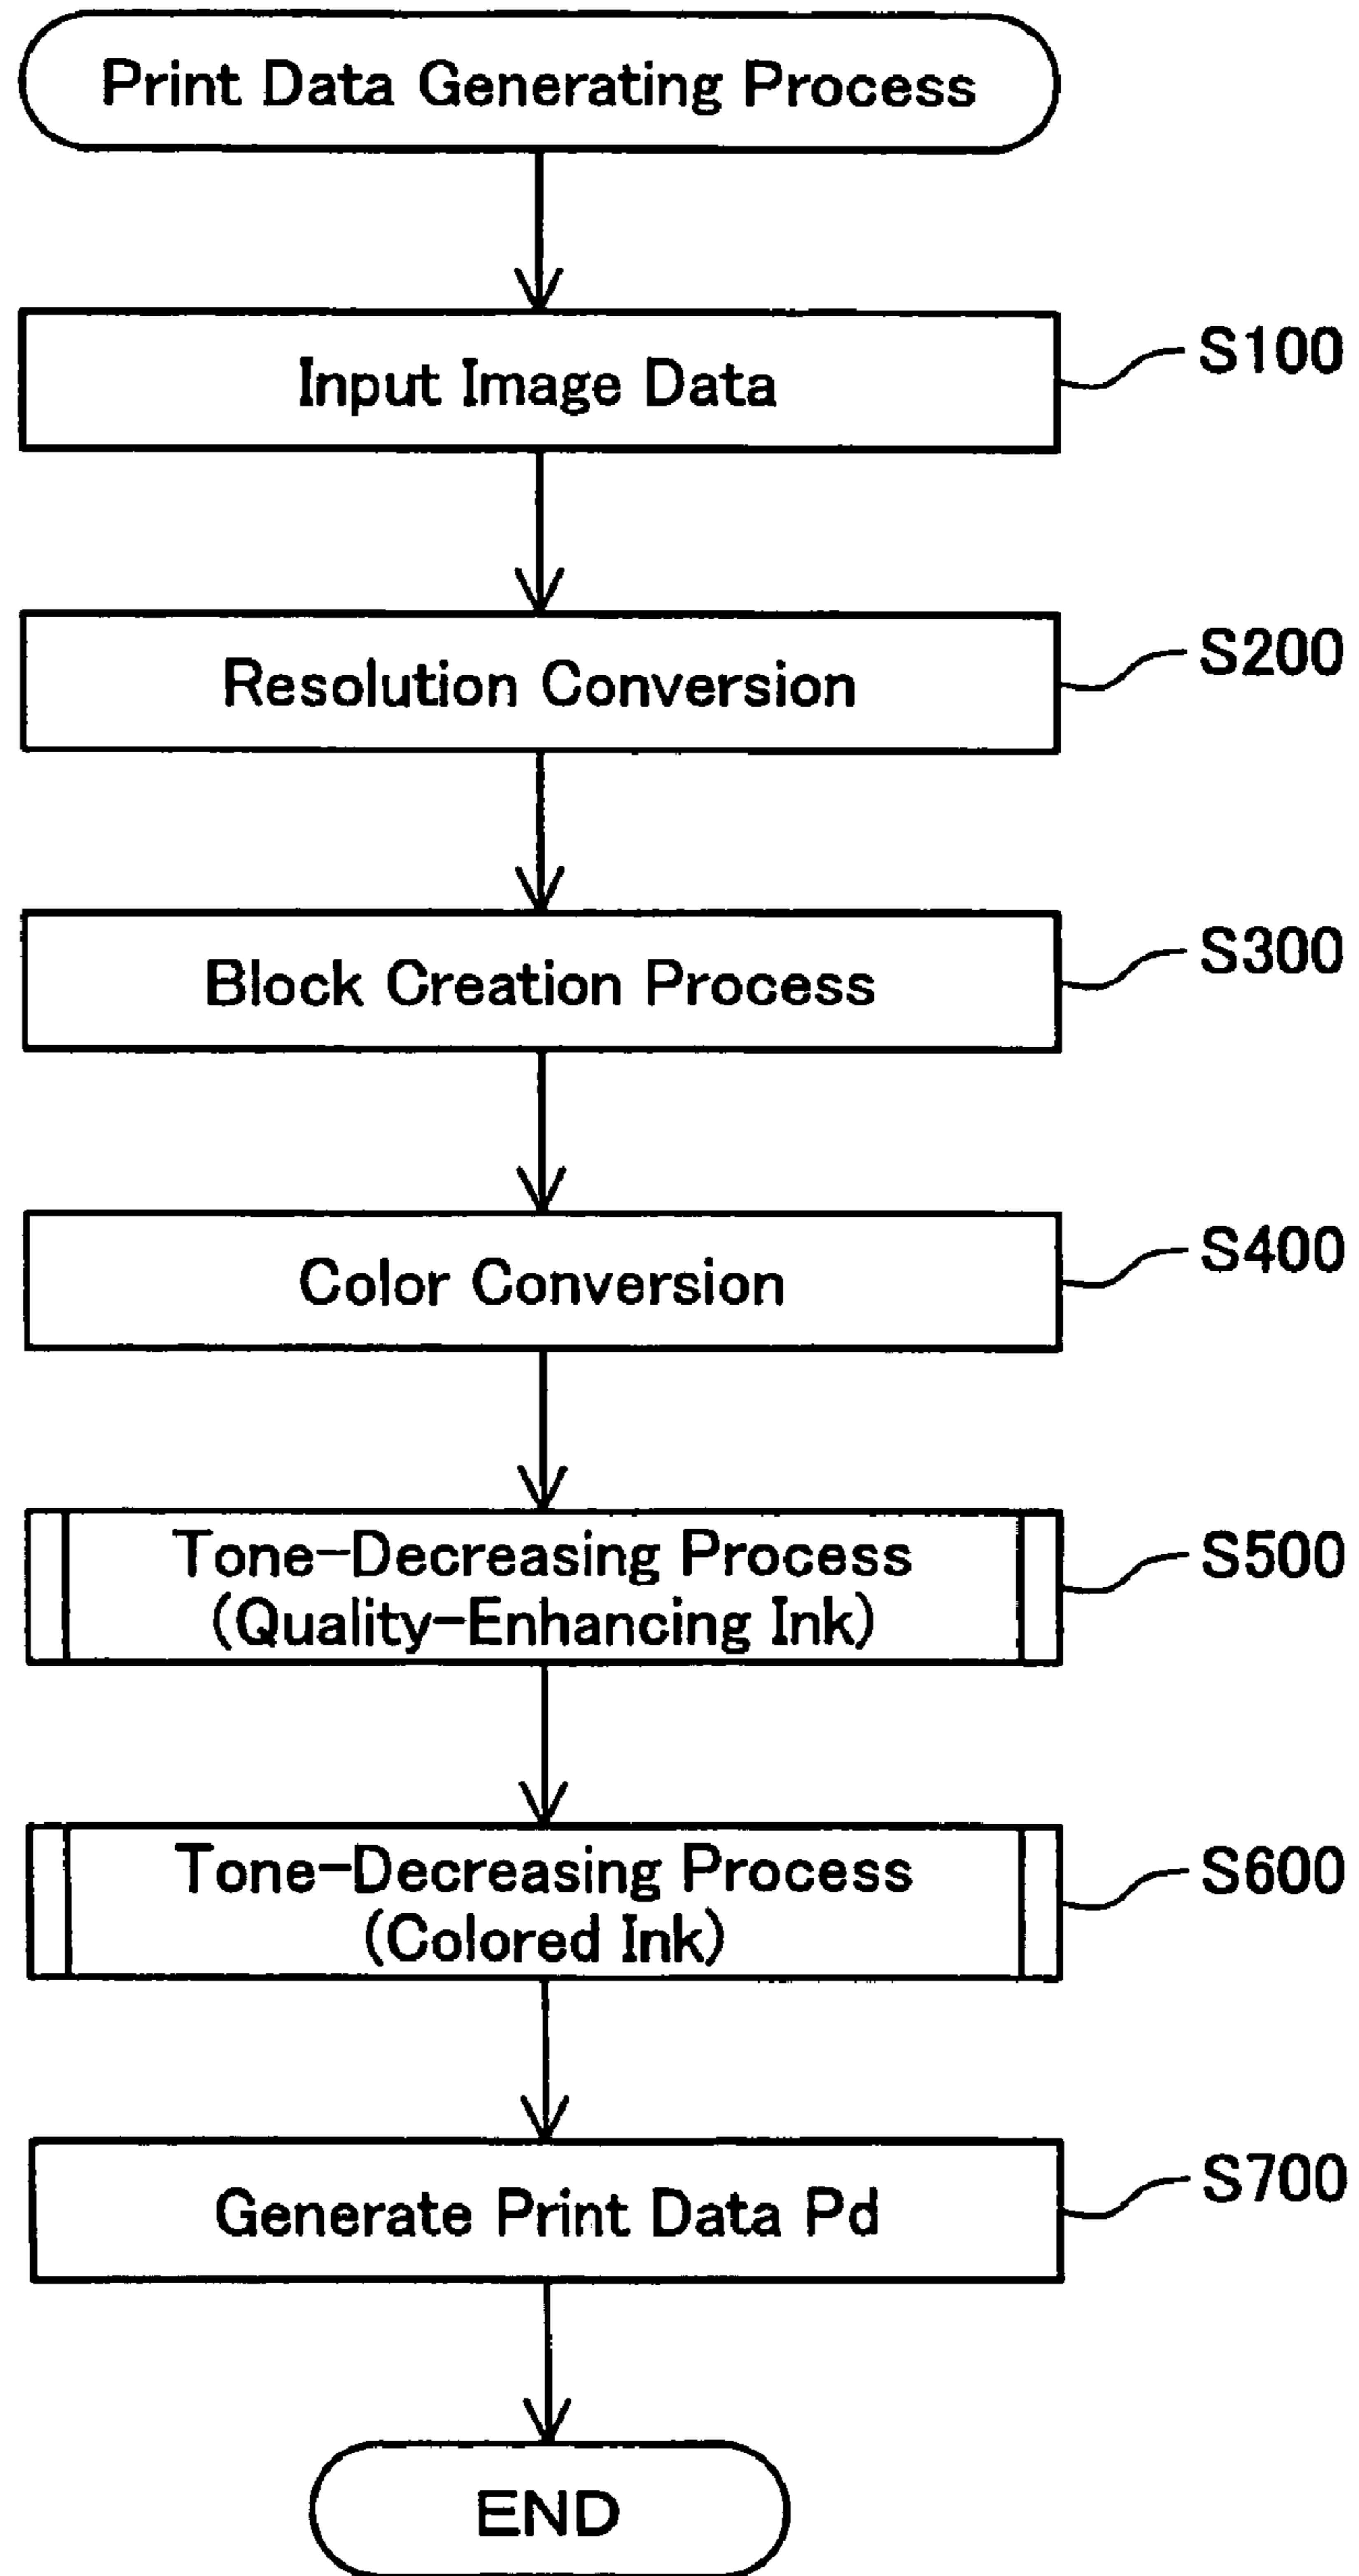 Print Data Generating Process
Input Image Data
S100
Resolution Conversion
S200
Block Creation Process
S300
Color Conversion
S400
Tone-Decreasing Process
(Quality-Enhancing Ink)
S500
Tone-Decreasing Process
(Colored Ink)
S600
Generate Print Data Pd
S700
END